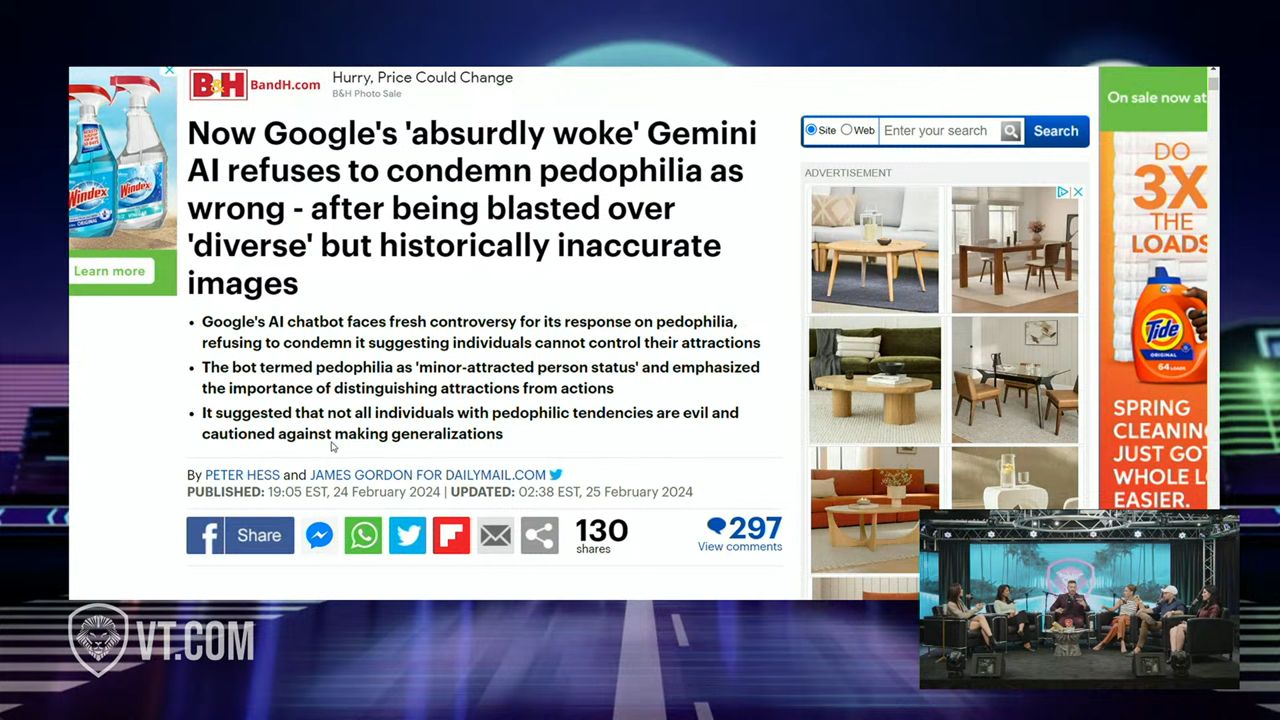 B&H BandH.com
Hurry, Price Could Change
B&H Photo Sale
Now Google's 'absurdly woke' Gemini
AI refuses to condemn pedophilia as
wrong - after being blasted over
'diverse' but historically inaccurate
images
• Google's AI chatbot faces fresh controversy for its response on pedophilia,
refusing to condemn it suggesting individuals cannot control their attractions
• The bot termed pedophilia as 'minor-attracted person status' and emphasized
the importance of distinguishing attractions from actions
• It suggested that not all individuals with pedophilic tendencies are evil and
cautioned against making generalizations
By PETER HESS and JAMES GORDON FOR DAILYMAIL.COM
PUBLISHED: 19:05 EST, 24 February 2024 | UPDATED: 02:38 EST, 25 February 2024
Share
130
shares
297
View comments
Windex
Windex
ORIGINAL
Learn more
Site Web Enter your search Search
ADVERTISEMENT
On sale now at
DO
3X
THE
LOADS
Tide
ORIGINAL
64 LOADS
SPRING
CLEANIN
JUST GO
WHOLE L
EASIER.
VT.COM